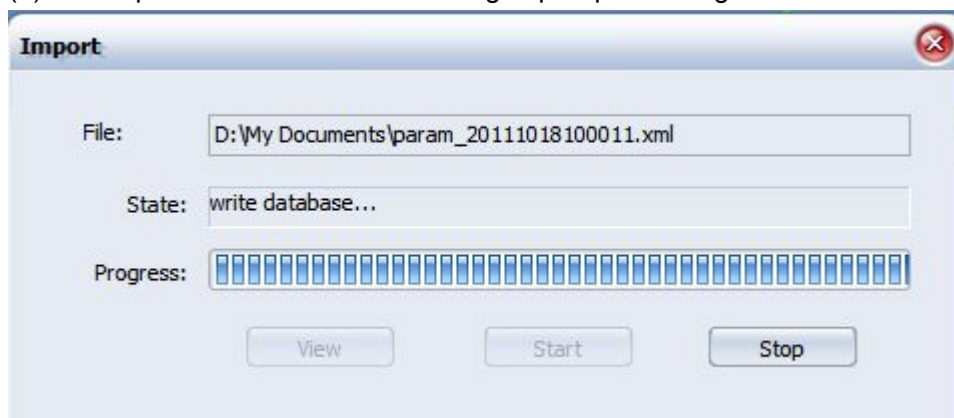 Import
File: D:\My Documents\param_20111018100011.xml
State: write database...
Progress:
View Start Stop